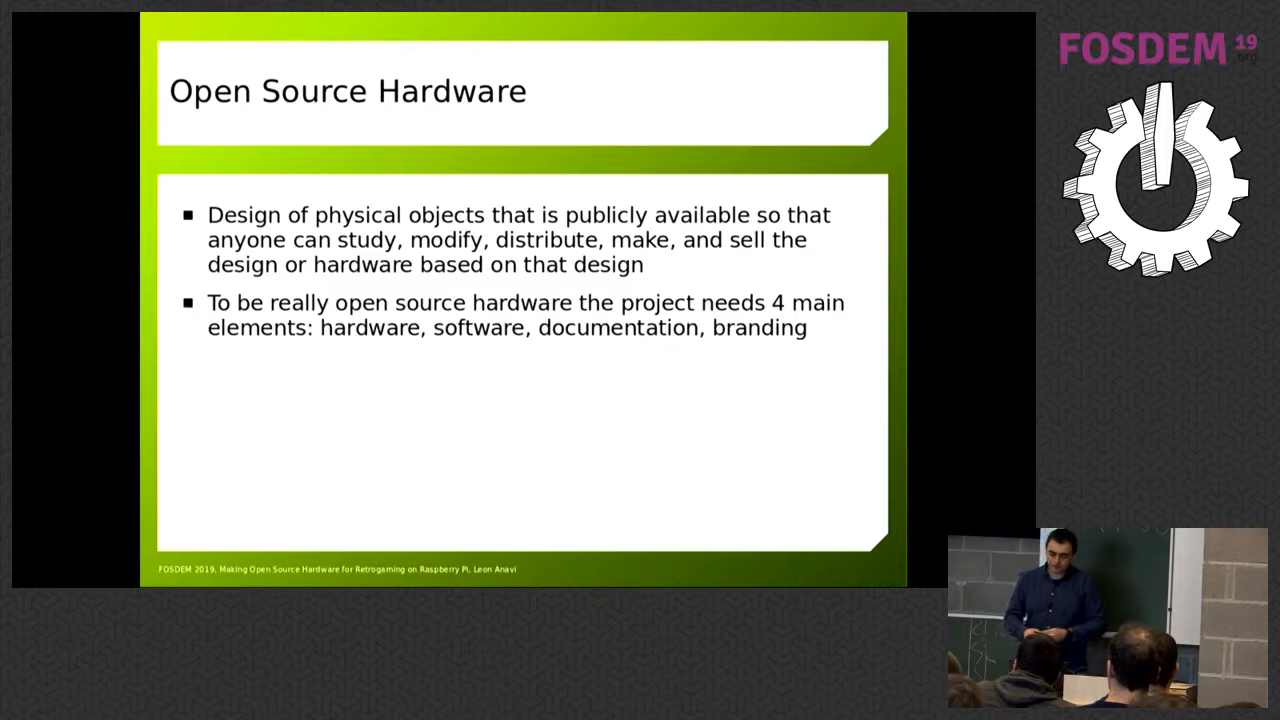 Open Source Hardware
Design of physical objects that is publicly available so that
anyone can study, modify, distribute, make, and sell the
design or hardware based on that design
To be really open source hardware the project needs 4 main
elements: hardware, software, documentation, branding
FOSDEM 2019, Making Open Source Hardware for Retrogaming on Raspberry Pi, Leon Anavi
FOSDEM 19
.org